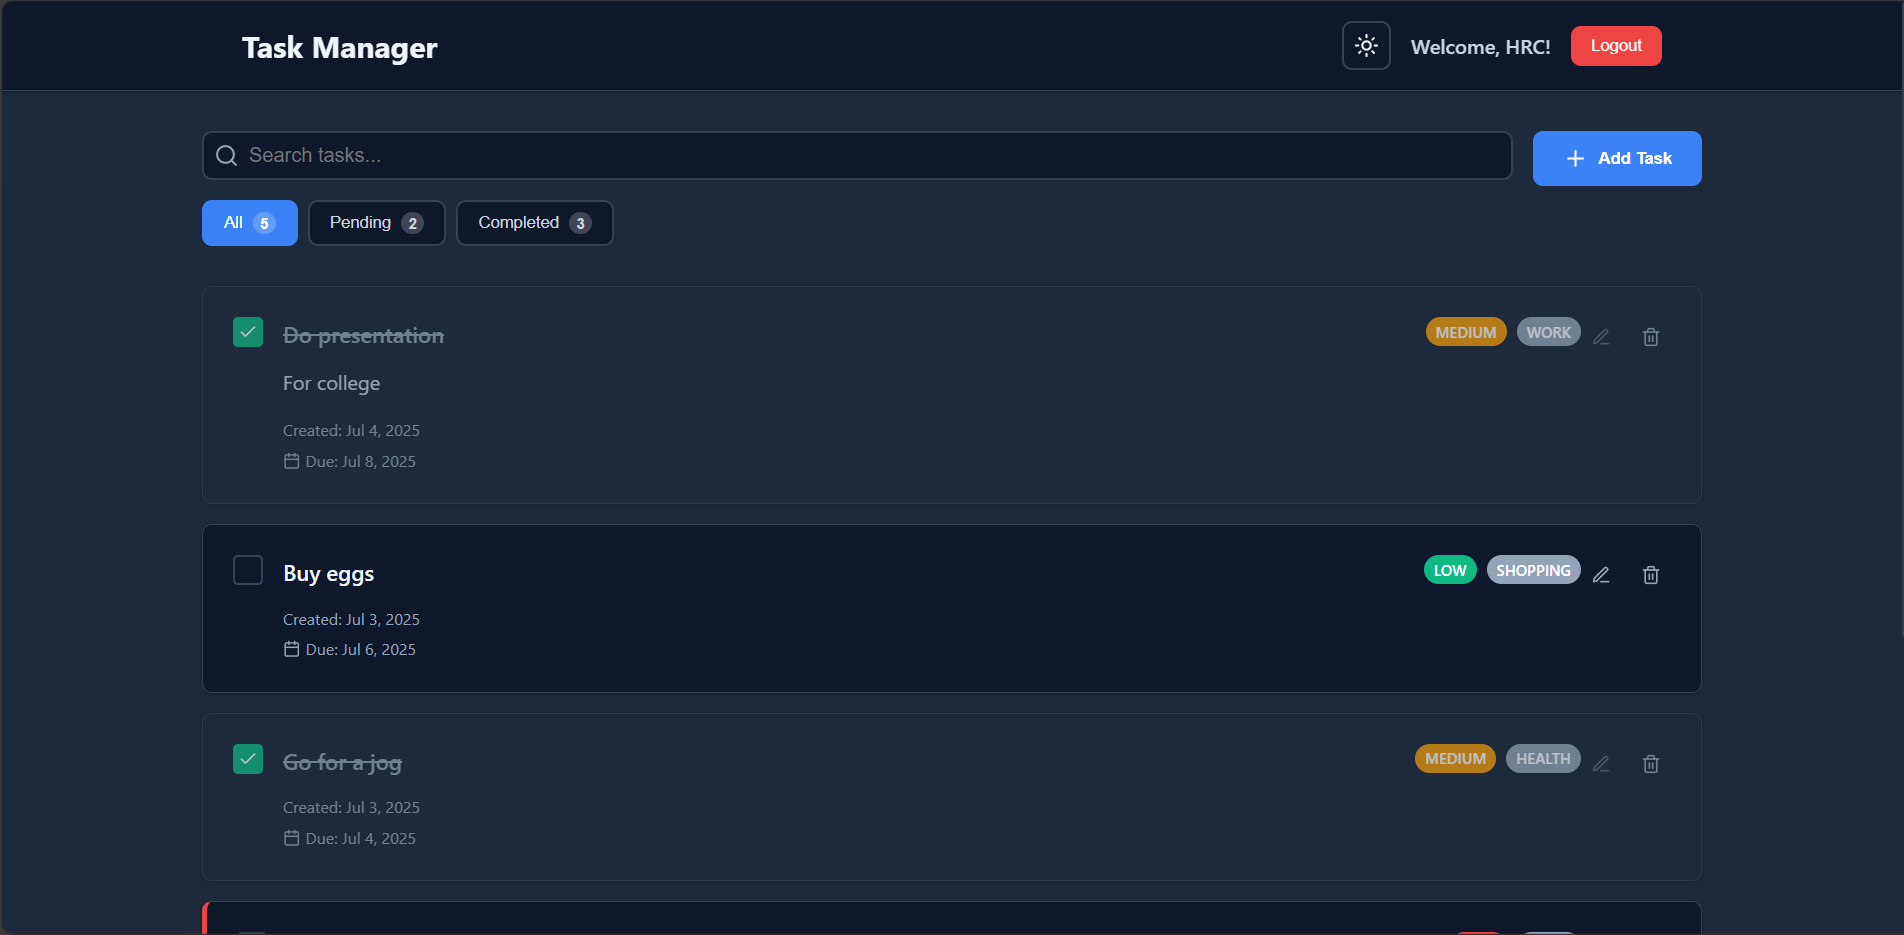 Task Manager
Welcome, HRC!
Logout
Search tasks...
Add Task
All 5
Pending 2
Completed 3
Do presentation
MEDIUM
WORK
For college
Created: Jul 4, 2025
Due: Jul 8, 2025
Buy eggs
LOW
SHOPPING
Created: Jul 3, 2025
Due: Jul 6, 2025
Go for a jog
MEDIUM
HEALTH
Created: Jul 3, 2025
Due: Jul 4, 2025